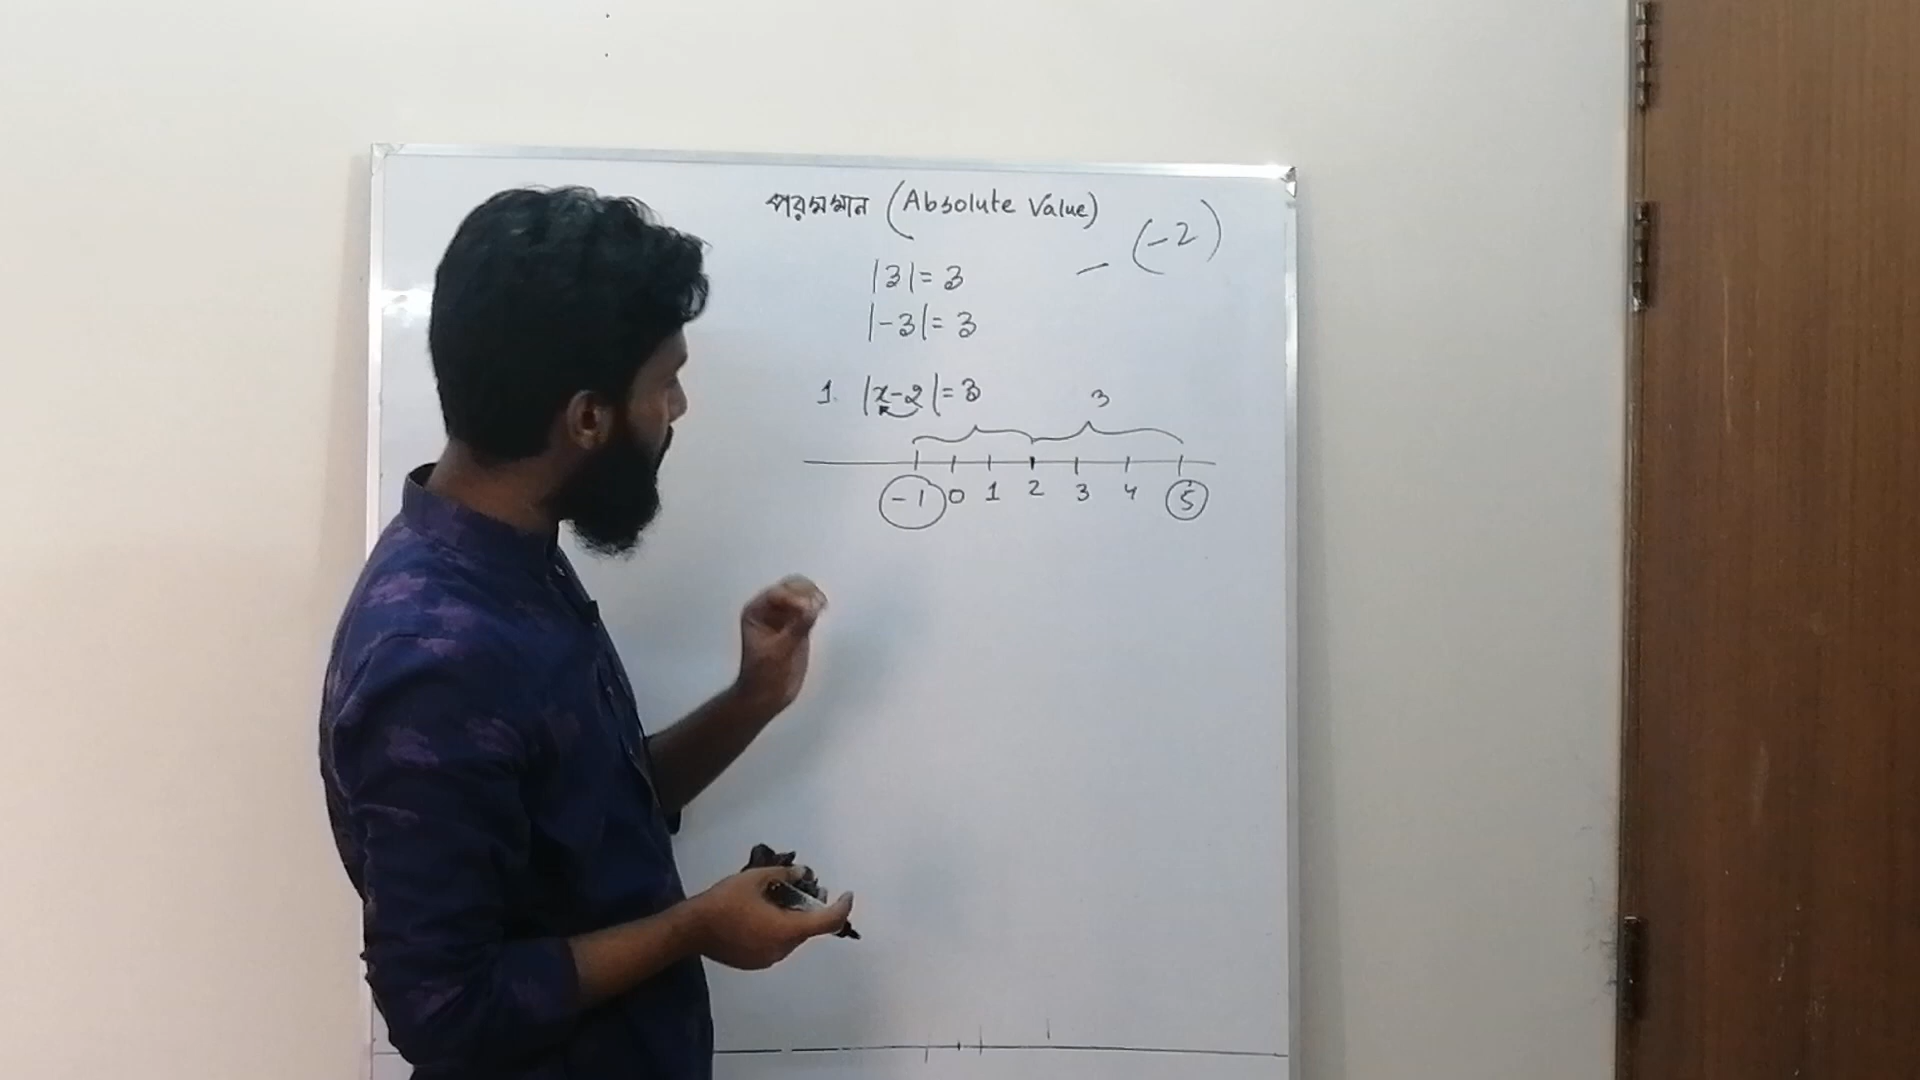 পরমমান (Absolute Value)
- (-2)
|3| = 3
|-3| = 3
1. |x-2| = 3
3
-1 0 1 2 3 4 5